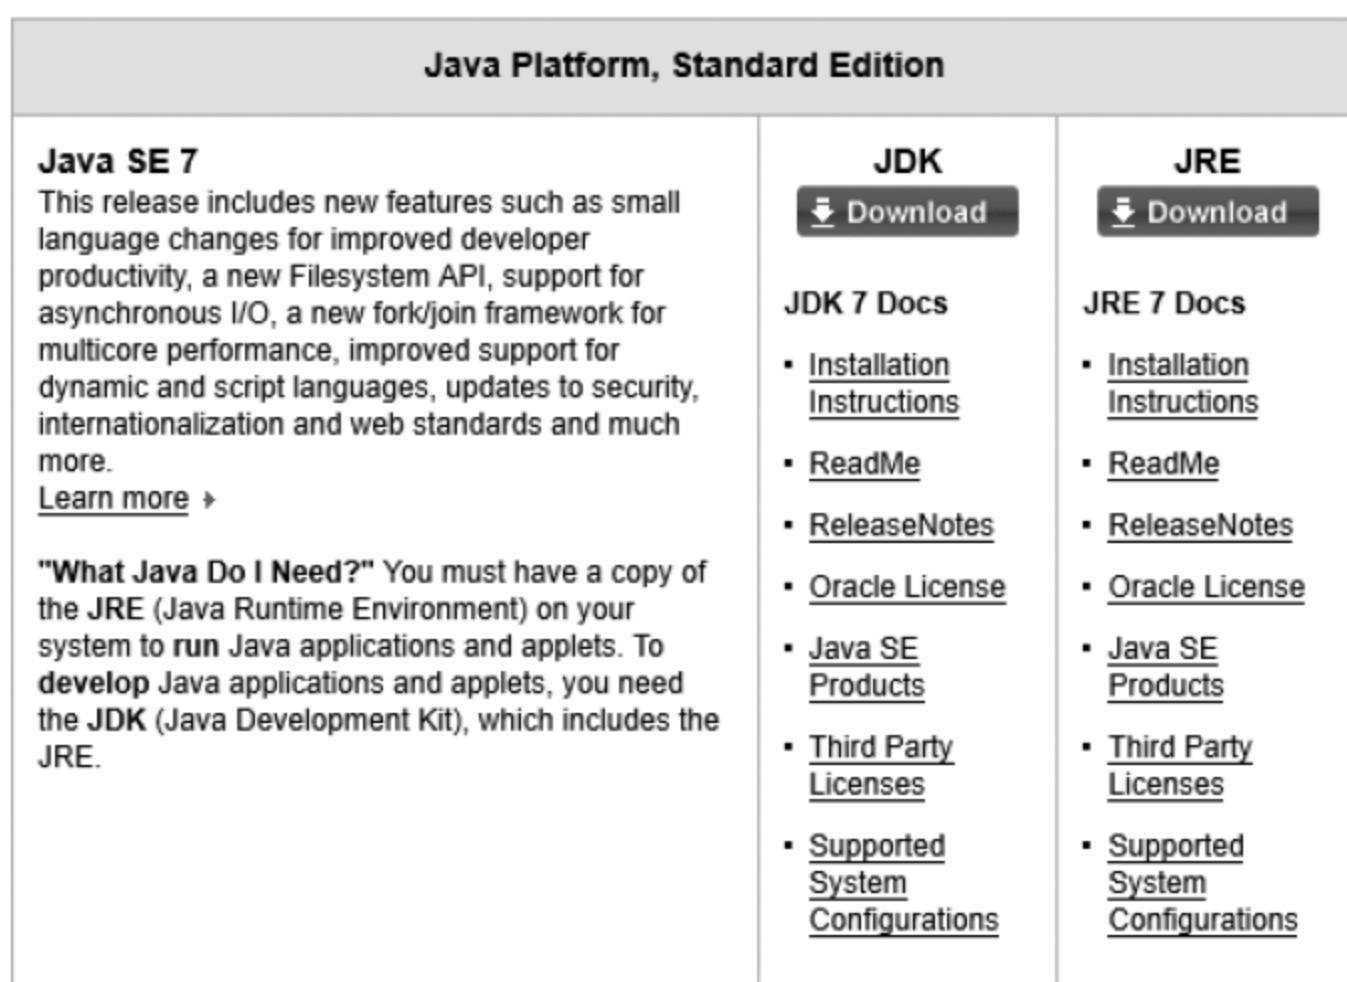 Java Platform, Standard Edition
Java SE 7
This release includes new features such as small
language changes for improved developer
productivity, a new Filesystem API, support for
asynchronous I/O, a new fork/join framework for
multicore performance, improved support for
dynamic and script languages, updates to security,
internationalization and web standards and much
more.
Learn more
"What Java Do I Need?" You must have a copy of
the JRE (Java Runtime Environment) on your
system to run Java applications and applets. To
develop Java applications and applets, you need
the JDK (Java Development Kit), which includes the
JRE.
JDK
Download
JDK 7 Docs
Installation
Instructions
ReadMe
ReleaseNotes
Oracle License
Java SE
Products
Third Party
Licenses
Supported
System
Configurations
JRE
Download
JRE 7 Docs
Installation
Instructions
ReadMe
ReleaseNotes
Oracle License
Java SE
Products
Third Party
Licenses
Supported
System
Configurations